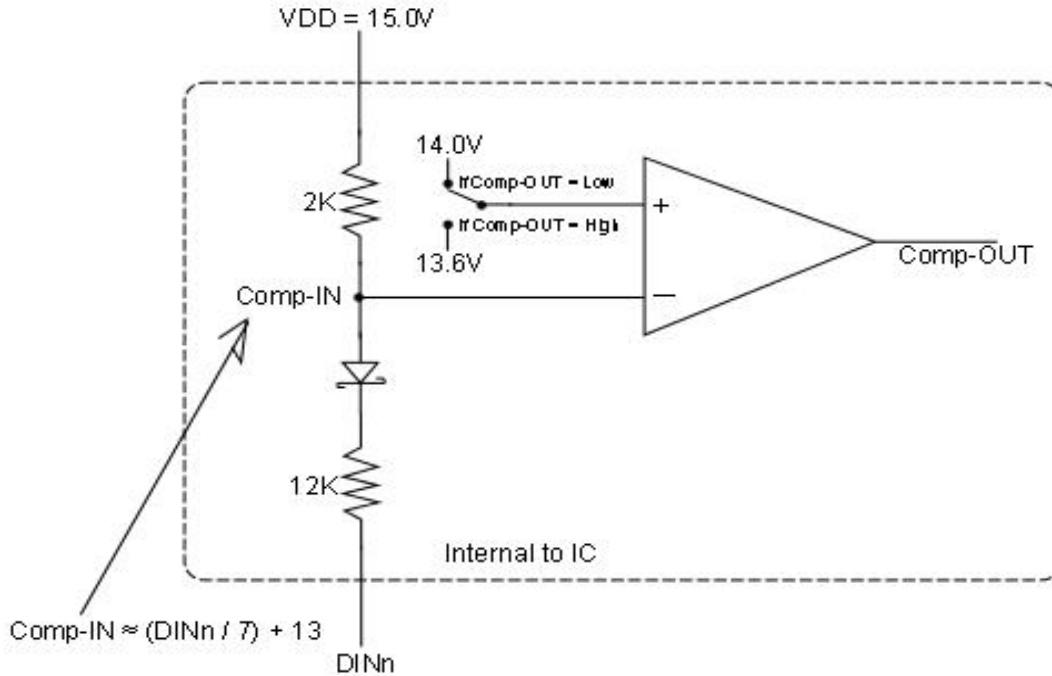 VDD = 15.0V
14.0V
If Comp-OUT = Low
2K
+
If Comp-OUT = High
13.6V
Comp-OUT
Comp-IN
−
12K
Internal to IC
Comp-IN ≈ (DINn / 7) + 13
DINn